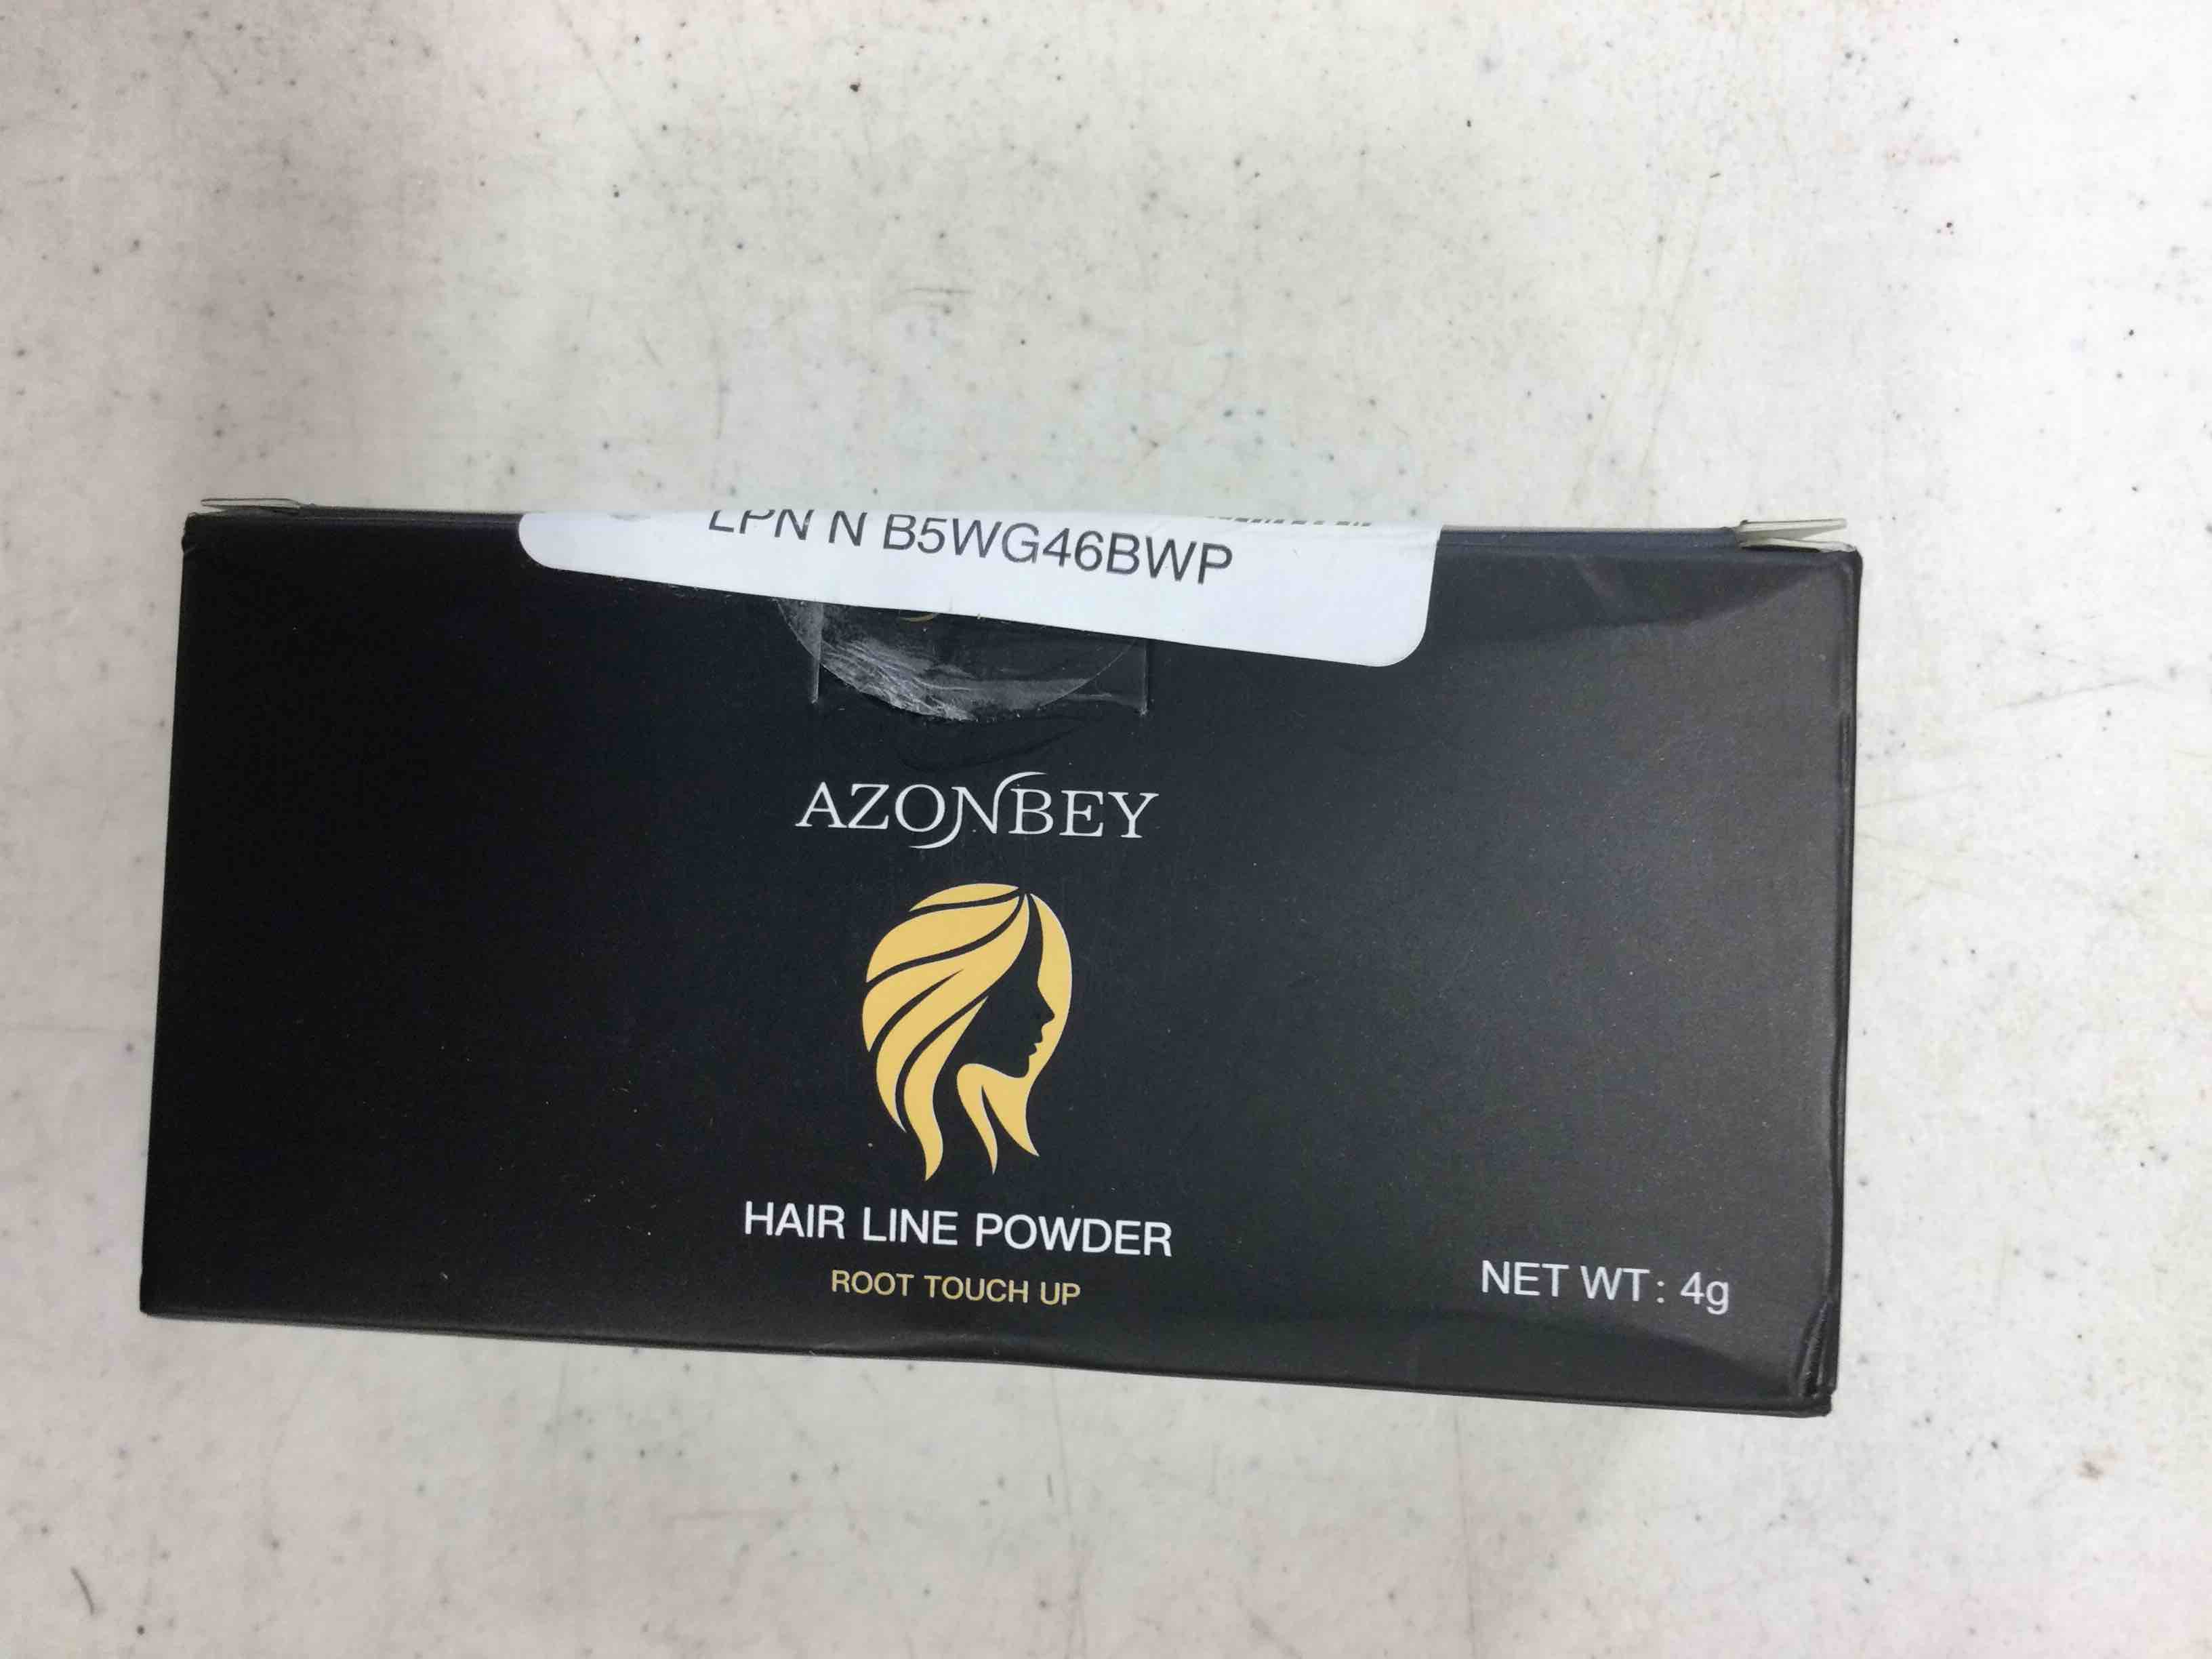 LPN N B5WG46BWP
AZONBEY
HAIR LINE POWDER
ROOT TOUCH UP
NET WT: 4g